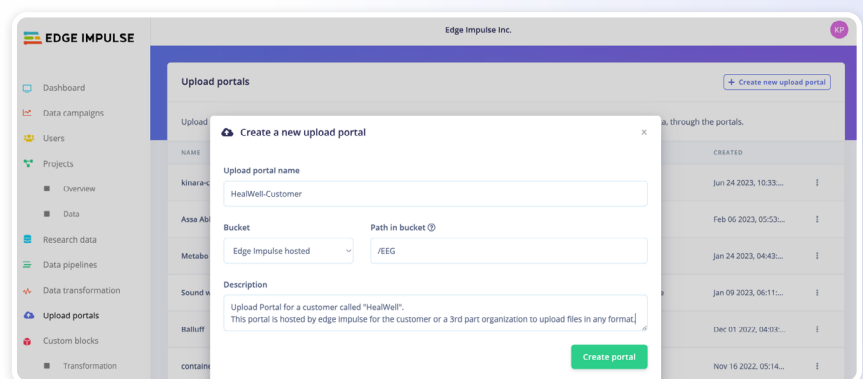 EDGE IMPULSE
Edge Impulse Inc.
KP
Dashboard
Data campaigns
Users
Projects
Overview
Data
Research data
Data pipelines
Data transformation
Upload portals
Custom blocks
Transformation
Upload portals
+ Create new upload portal
Upload
a, through the portals.
NAME
CREATED
kinara-c
Jun 24 2023, 10:33:...
Assa Abl
Feb 06 2023, 05:53:...
Metabo
Jan 24 2023, 04:43:...
Sound w
Jan 09 2023, 06:11:...
Balluff
Dec 01 2022, 04:03:...
containe
Nov 16 2022, 05:14...
Create a new upload portal
×
Upload portal name
HealWell-Customer
Bucket
Path in bucket ?
Edge Impulse hosted
/EEG
Description
Upload Portal for a customer called "HealWell".
This portal is hosted by edge impulse for the customer or a 3rd part organization to upload files in any format.
Create portal